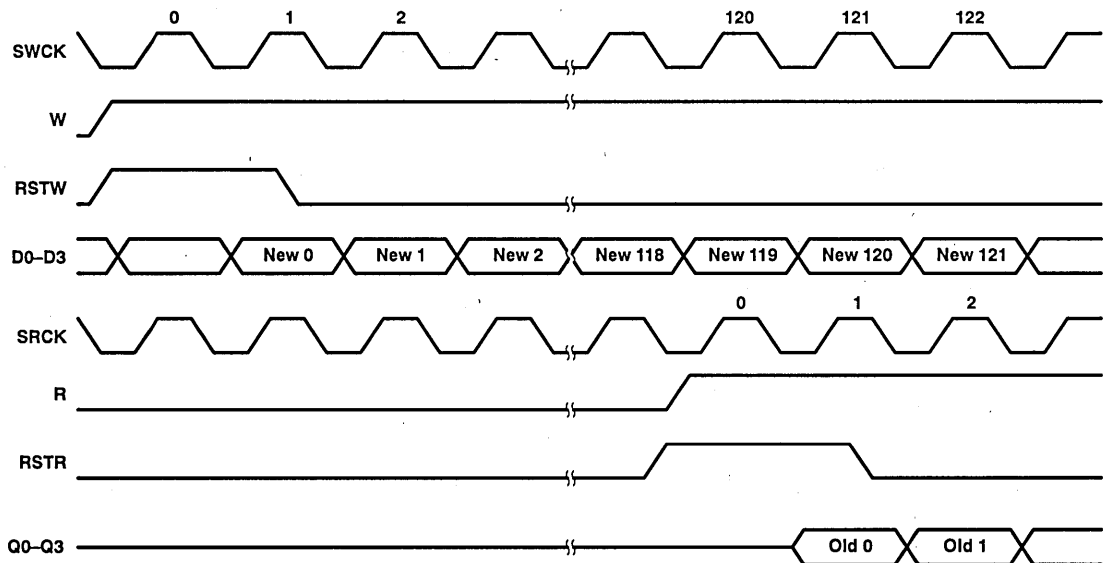 0 1 2 120 121 122
SWCK
W
RSTW
D0–D3 New 0 New 1 New 2 New 118 New 119 New 120 New 121
0 1 2
SRCK
R
RSTR
Q0–Q3 Old 0 Old 1